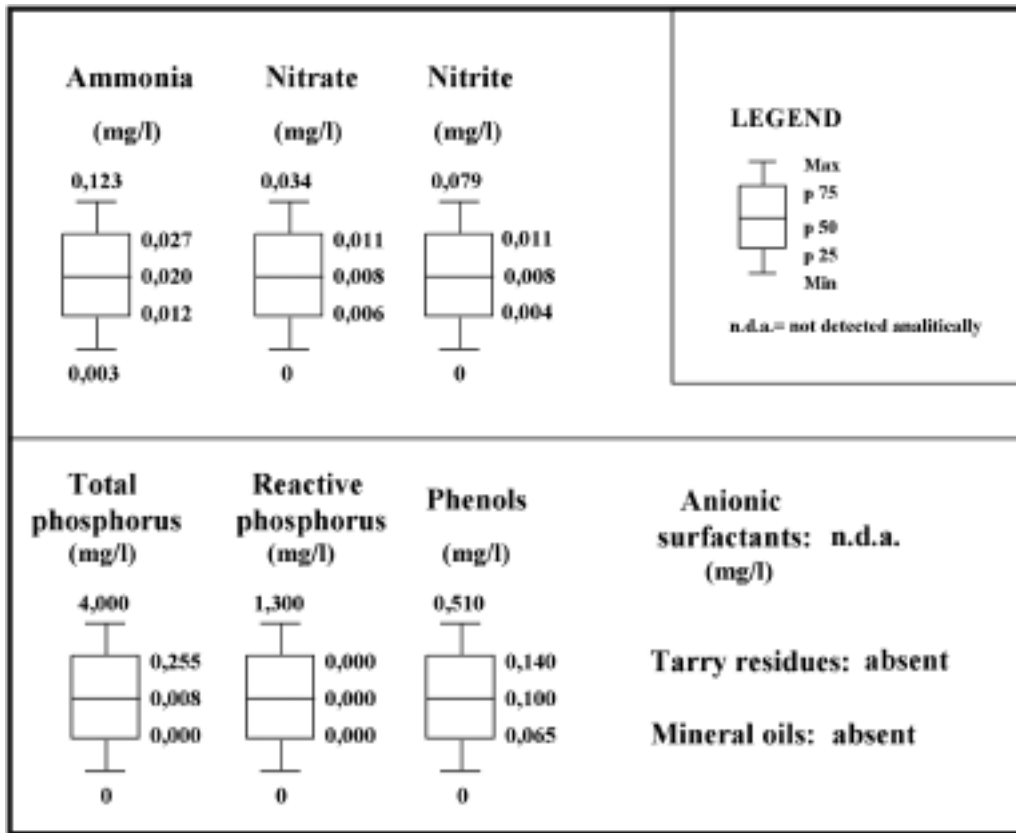 Ammonia Nitrate Nitrite
(mg/l) (mg/l) (mg/l)
0,123 0,034 0,079
0,027 0,011 0,011
0,020 0,008 0,008
0,012 0,006 0,004
0,003 0 0
LEGEND
Max
p 75
p 50
p 25
Min
n.d.a.= not detected analitically
Total phosphorus
(mg/l)
4,000
0,255
0,008
0,000
0
Reactive phosphorus
(mg/l)
1,300
0,000
0,000
0,000
0
Phenols
(mg/l)
0,510
0,140
0,100
0,065
0
Anionic
surfactants: n.d.a.
(mg/l)
Tarry residues: absent
Mineral oils: absent